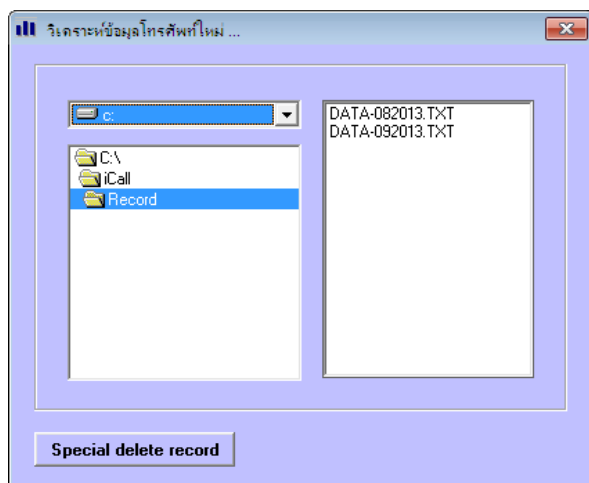 วิเคราะห์ข้อมูลโทรศัพท์ใหม่ ...
c:
DATA-082013.TXT
DATA-092013.TXT
C:\
iCall
Record
Special delete record